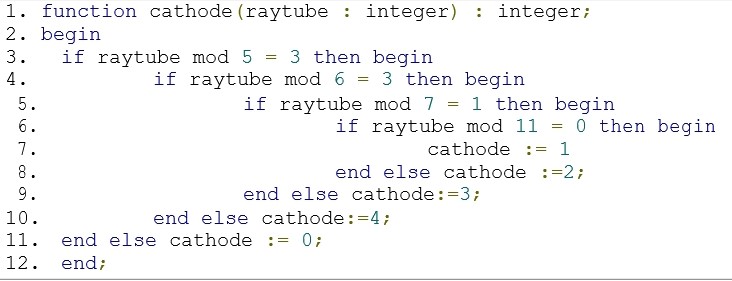 1. function cathode(raytube : integer) : integer;
2. begin
3. if raytube mod 5 = 3 then begin
4. if raytube mod 6 = 3 then begin
5. if raytube mod 7 = 1 then begin
6. if raytube mod 11 = 0 then begin
7. cathode := 1
8. end else cathode :=2;
9. end else cathode:=3;
10. end else cathode:=4;
11. end else cathode := 0;
12. end;